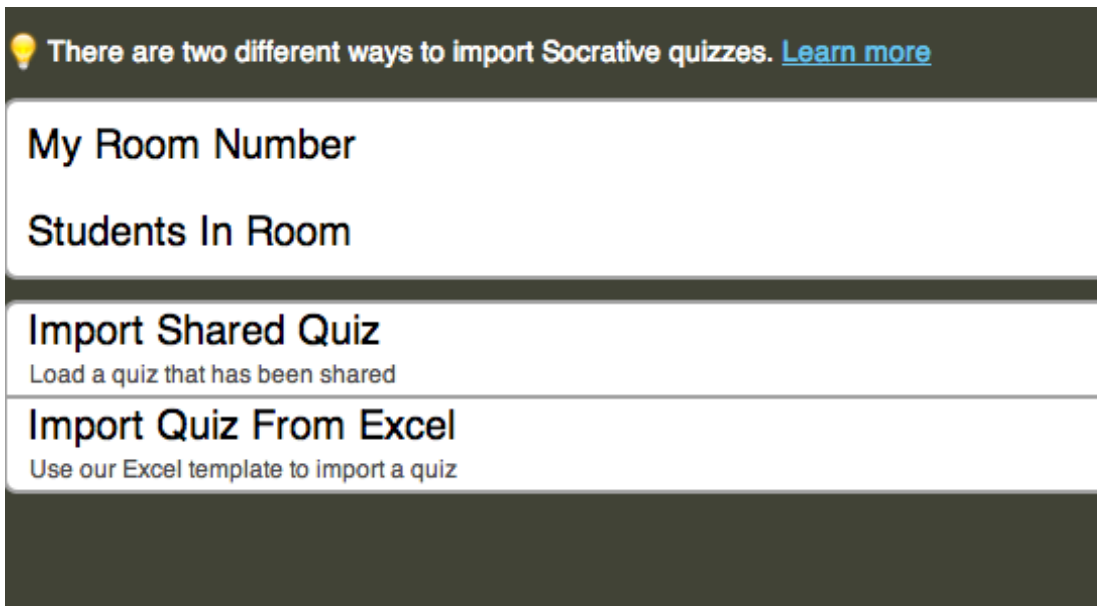 There are two different ways to import Socrative quizzes. Learn more
My Room Number
Students In Room
Import Shared Quiz
Load a quiz that has been shared
Import Quiz From Excel
Use our Excel template to import a quiz